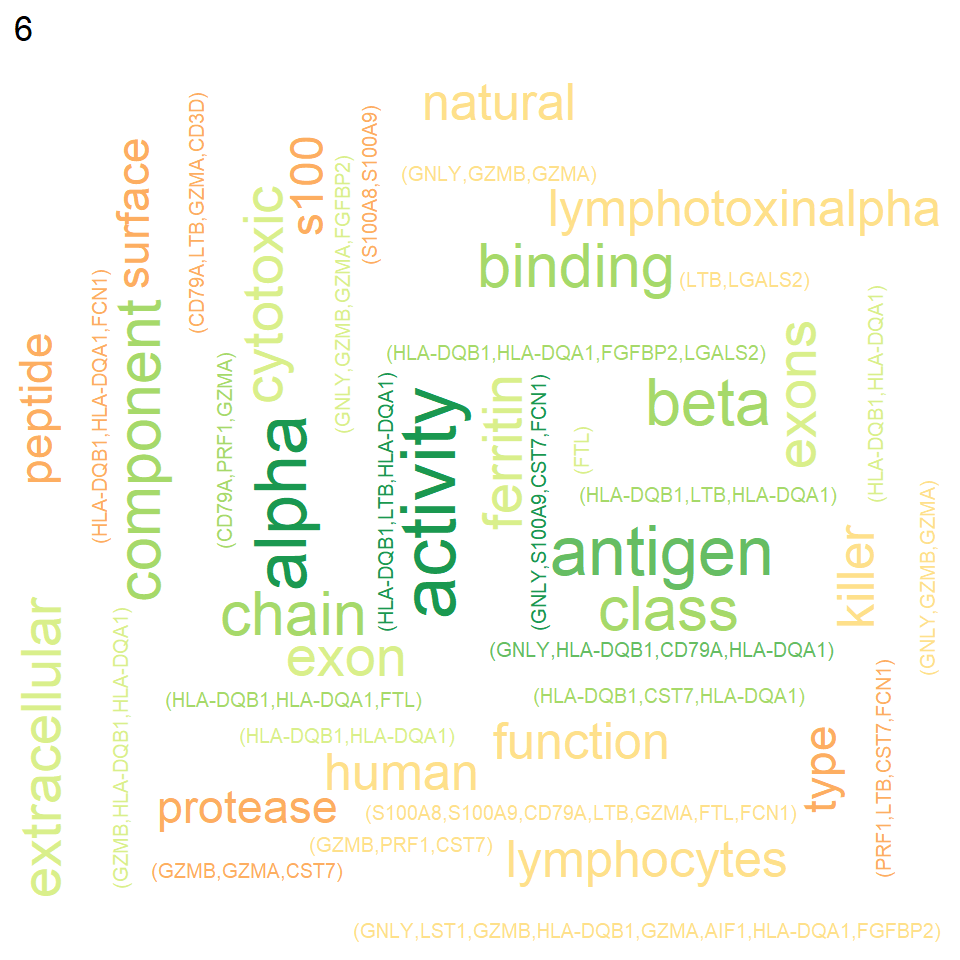 6
natural
(GNLY,GZMB,GZMA)
lymphotoxinalpha
(LTB,LGALS2)
binding
(HLA-DQB1,HLA-DQA1,FGFBP2,LGALS2)
s100
(S100A8,S100A9)
surface
(CD79A,LTB,GZMA,CD3D)
cytotoxic
(GNLY,GZMB,GZMA,FGFBP2)
peptide
(HLA-DQB1,HLA-DQA1,FCN1)
component
(CD79A,PRF1,GZMA)
alpha
(HLA-DQB1,LTB,HLA-DQA1)
activity
(GNLY,S100A9,CST7,FCN1)
ferritin
(FTL)
beta
(HLA-DQB1,LTB,HLA-DQA1)
exons
(HLA-DQB1,HLA-DQA1)
antigen
(GNLY,HLA-DQB1,CD79A,HLA-DQA1)
class
(HLA-DQB1,CST7,HLA-DQA1)
killer
(GNLY,GZMB,GZMA)
chain
(HLA-DQB1,HLA-DQA1,FTL)
exon
(HLA-DQB1,HLA-DQA1)
extracellular
(GZMB,HLA-DQB1,HLA-DQA1)
function
(S100A8,S100A9,CD79A,LTB,GZMA,FTL,FCN1)
human
(GZMB,PRF1,CST7)
type
(PRF1,LTB,CST7,FCN1)
protease
(GZMB,GZMA,CST7)
lymphocytes
(GNLY,LST1,GZMB,HLA-DQB1,GZMA,AIF1,HLA-DQA1,FGFBP2)